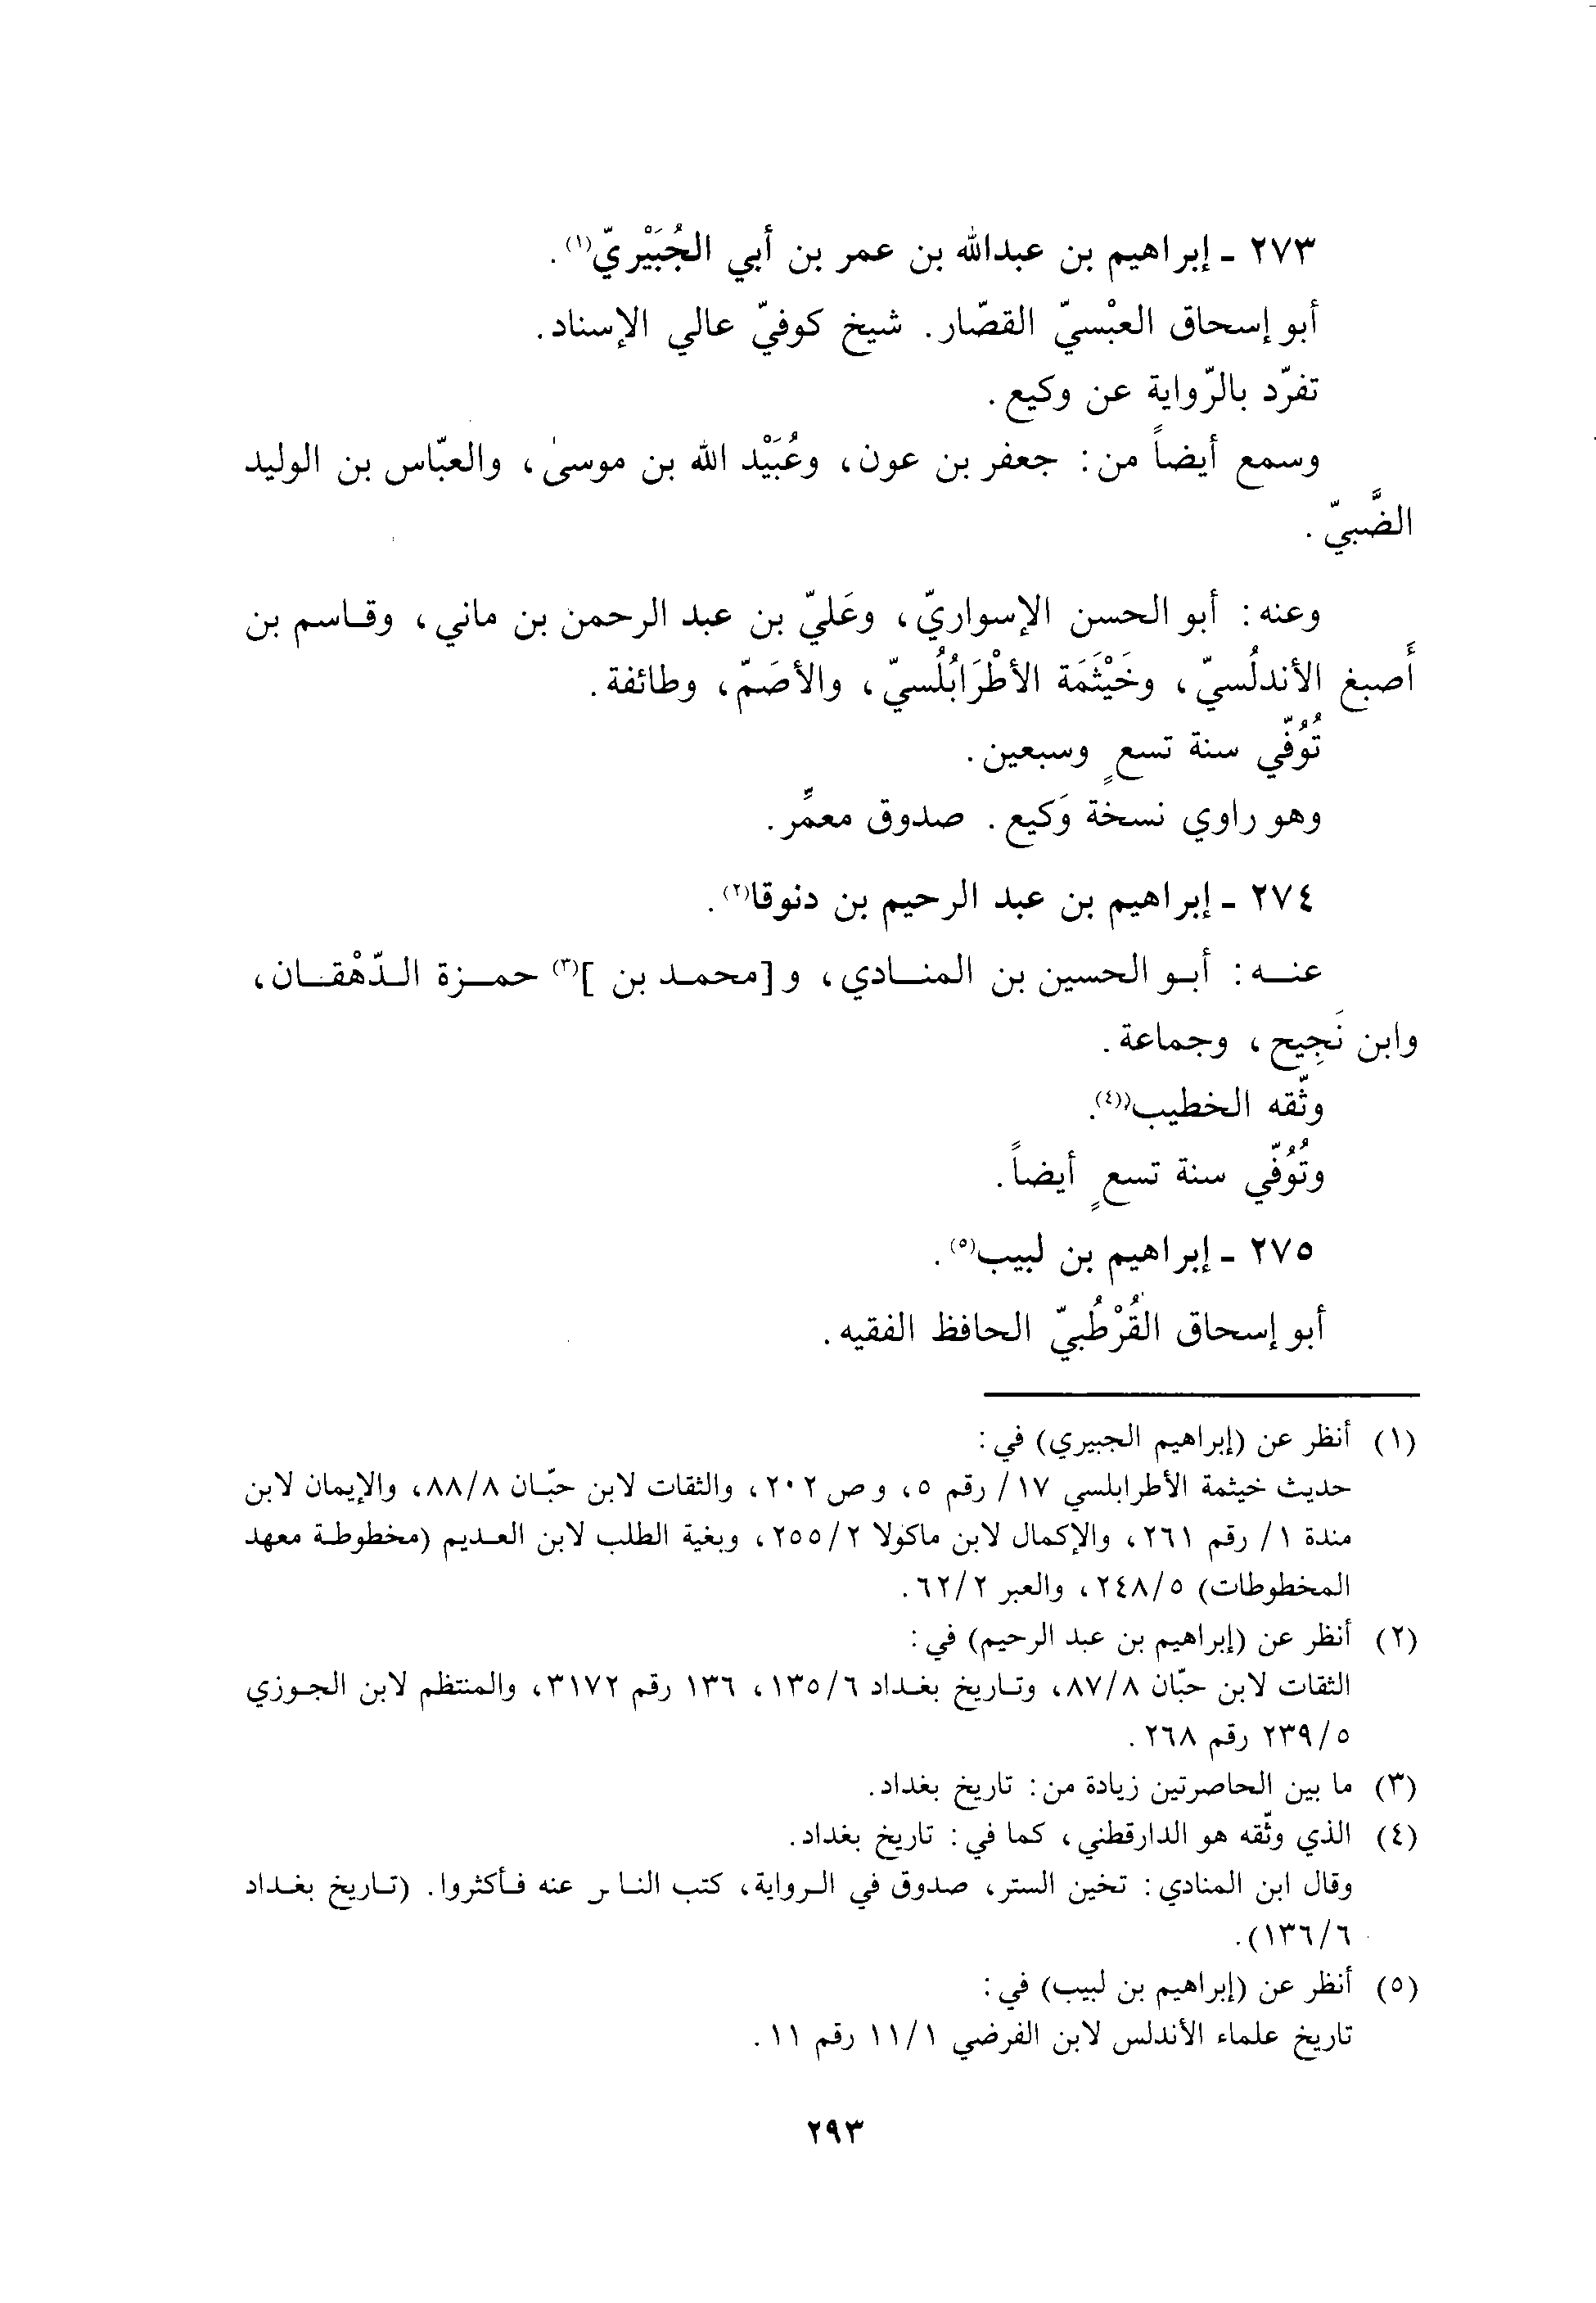 ٢٧٣ - إبراهيم بن عبدالله بن عمر بن أبي الجُبَيْريّ(١).
أبو إسحاق العبْسيّ القصّار. شيخ كوفيّ عالي الإسناد.
تفرّد بالرّواية عن وكيع.
وسمع أيضاً من: جعفر بن عون، وعُبَيْد الله بن موسىٰ، والعبّاس بن الوليد
الضَّبيّ.
وعنه: أبو الحسن الإسواريّ، وعَليّ بن عبد الرحمن بن ماني، وقاسم بن
أَصبغ الأندلُسيّ، وخَيْثَمَة الأطْرَابُلُسيّ، والأصَمّ، وطائفة.
تُوُفّي سنة تسعٍ وسبعين.
وهو راوي نسخة وَكيع. صدوق معمَّر.
٢٧٤ - إبراهيم بن عبد الرحيم بن دنوقا(٢).
عنه: أبو الحسين بن المنادي، و [محمد بن ](٣) حمزة الدّهْقان،
وابن نَجِيح، وجماعة.
وثّقه الخطيب(٤).
وتُوُفّي سنة تسعٍ أيضاً.
٢٧٥ - إبراهيم بن لبيب(٥).
أبو إسحاق القُرْطُبيّ الحافظ الفقيه.
(١) أنظر عن (إبراهيم الجبيري) في:
حديث خيثمة الأطرابلسي ١٧/ رقم ٥، و ص ٢٠٢، والثقات لابن حبّان ٨٨/٨، والإيمان لابن
مندة ١/ رقم ٢٦١، والإكمال لابن ماكولا ٢٥٥/٢، وبغية الطلب لابن العديم (مخطوطة معهد
المخطوطات) ٢٤٨/٥، والعبر ٦٢/٢.
(٢) أنظر عن (إبراهيم بن عبد الرحيم) في:
الثقات لابن حبّان ٨٧/٨، وتاريخ بغداد ١٣٥/٦، ١٣٦ رقم ٣١٧٢، والمنتظم لابن الجوزي
٢٣٩/٥ رقم ٢٦٨.
(٣) ما بين الحاصرتين زيادة من: تاريخ بغداد.
(٤) الذي وثّقه هو الدارقطني، كما في: تاريخ بغداد.
وقال ابن المنادي: تخين الستر، صدوق في الرواية، كتب الناس عنه فأكثروا. (تاريخ بغداد
١٣٦/٦).
(٥) أنظر عن (إبراهيم بن لبيب) في:
تاريخ علماء الأندلس لابن الفرضي ١١/١ رقم ١١.
٢٩٣